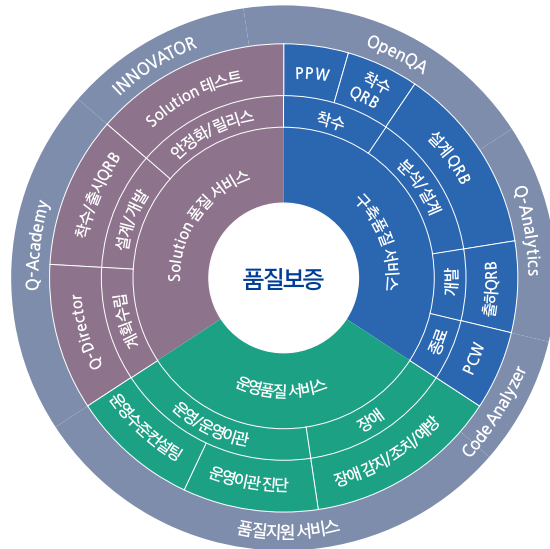 품질보증
구축품질 서비스
착수
분석/설계
개발
종료
PPW
착수
QRB
설계 QRB
출하QRB
PCW
운영품질 서비스
장애
운영/운영이관
장애 감지/조치/예방
운영이관 진단
운영수준컨설팅
Solution 품질 서비스
계획수립
설계/개발
안정화/릴리스
Q-Director
착수/출시QRB
Solution 테스트
OpenQA
Q-Analytics
Code Analyzer
품질지원 서비스
Q-Academy
INNOVATOR